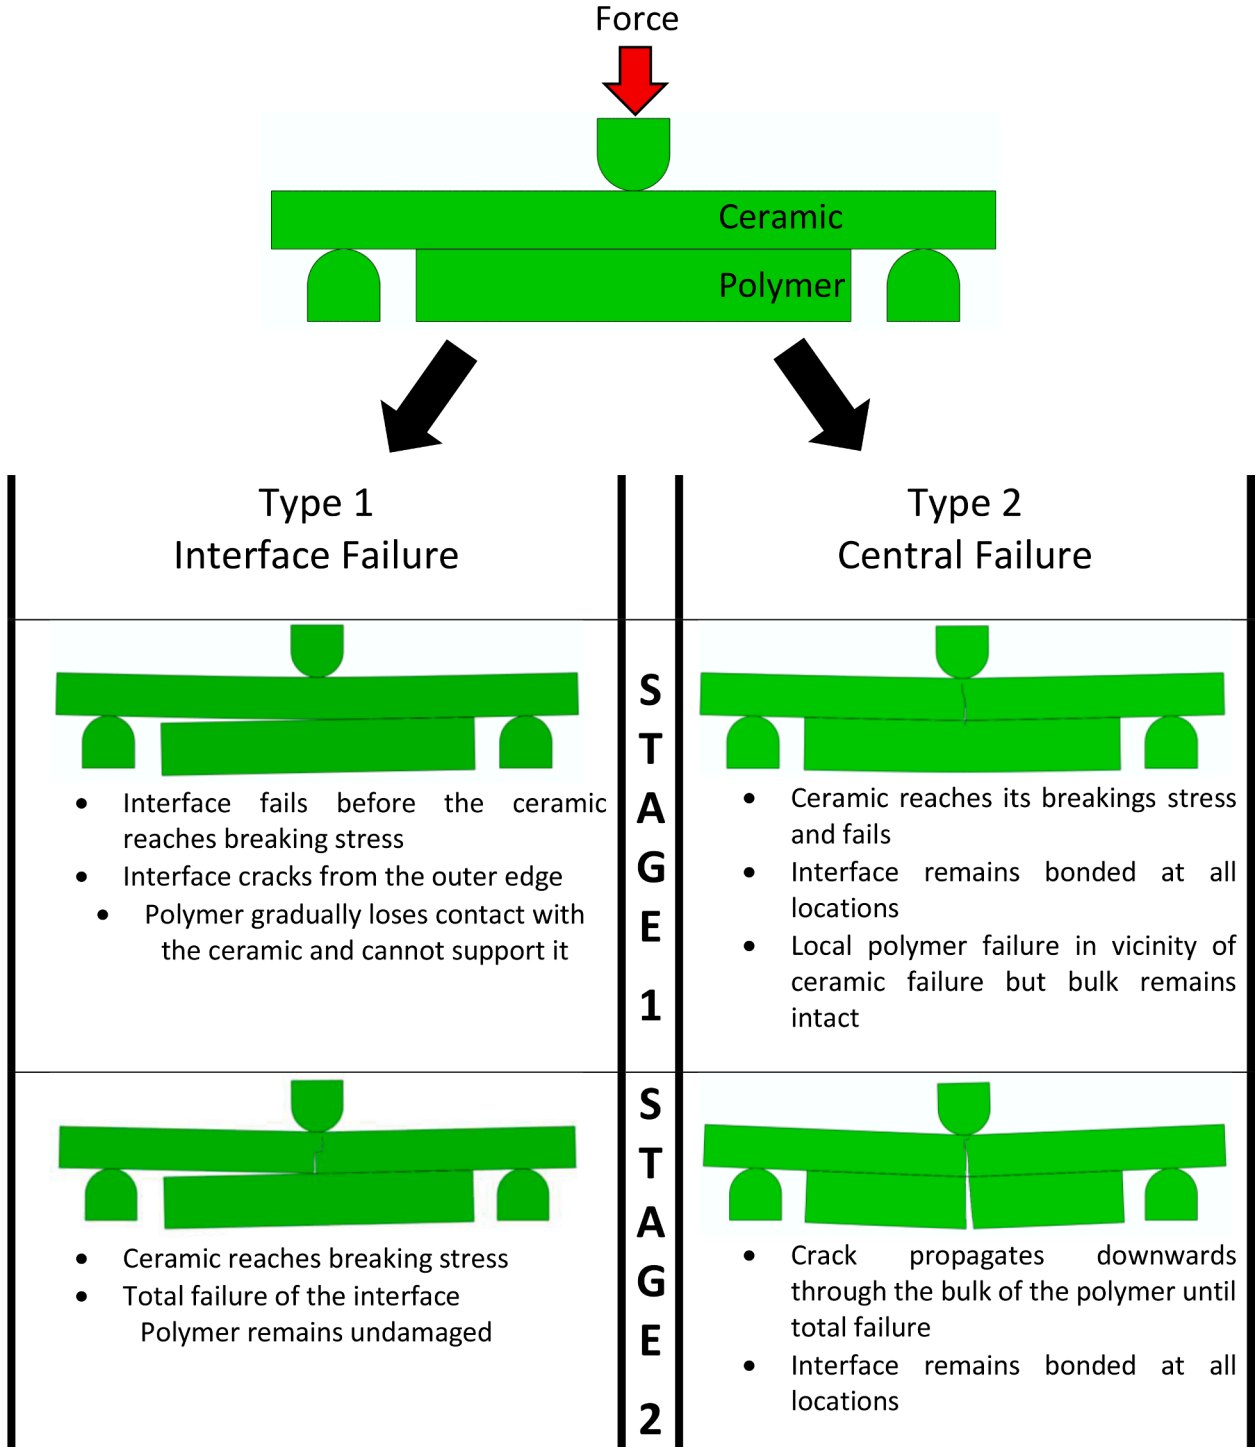 Force
Ceramic
Polymer
Type 1
Interface Failure
Type 2
Central Failure
S
T
A
G
E
1
• Interface fails before the ceramic
reaches breaking stress
• Interface cracks from the outer edge
• Polymer gradually loses contact with
the ceramic and cannot support it
• Ceramic reaches its breakings stress
and fails
• Interface remains bonded at all
locations
• Local polymer failure in vicinity of
ceramic failure but bulk remains
intact
S
T
A
G
E
2
• Ceramic reaches breaking stress
• Total failure of the interface
Polymer remains undamaged
• Crack propagates downwards
through the bulk of the polymer until
total failure
• Interface remains bonded at all
locations